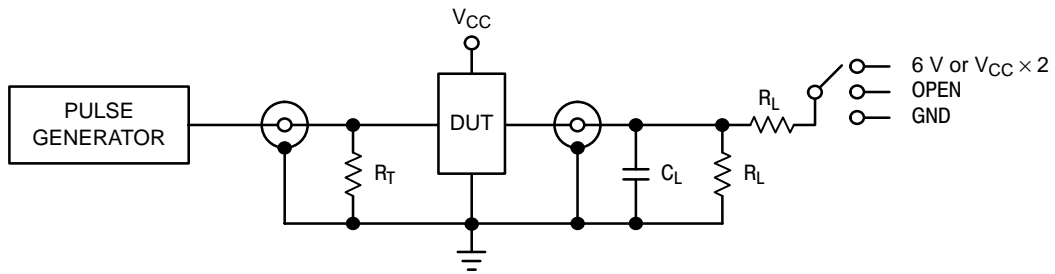 V_CC
PULSE
GENERATOR
R_T
DUT
C_L
R_L
R_L
6 V or V_CC × 2
OPEN
GND